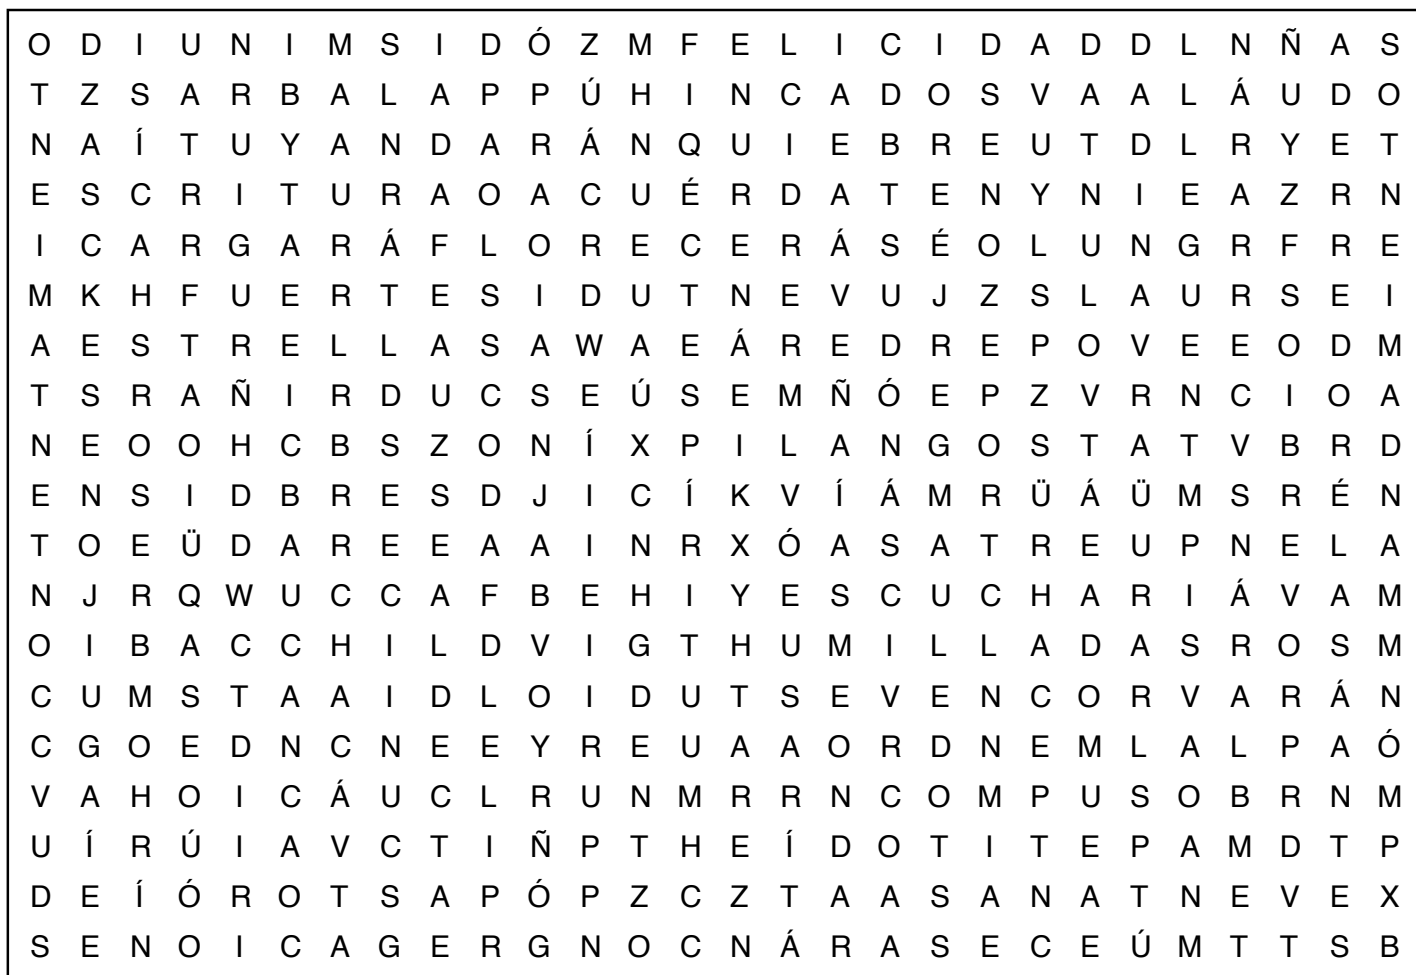 O D I U N I M S I D Ó Z M F E L I C I D A D D L N Ñ A S
T Z S A R B A L A P P Ú H I N C A D O S V A A L Á U D O
N A Í T U Y A N D A R Á N Q U I E B R E U T D L R Y E T
E S C R I T U R A O A C U É R D A T E N Y N I E A Z R N
I C A R G A R Á F L O R E C E R Á S É O L U N G R F R E
M K H F U E R T E S I D U T N E V U J Z S L A U R S E I
A E S T R E L L A S A W A E Á R E D R E P O V E E O D M
T S R A Ñ I R D U C S E Ú S E M Ñ Ó E P Z V R N C I O A
N E O O H C B S Z O N Í X P I L A N G O S T A T V B R D
E N S I D B R E S D J I C Í K V Í Á M R Ü Á Ü M S R É N
T O E Ü D A R E E A A I N R X Ó A S A T R E U P N E L A
N J R Q W U C C A F B E H I Y E S C U C H A R I Á V A M
O I B A C C H I L D V I G T H U M I L L A D A S R O S M
C U M S T A A I D L O I D U T S E V E N C O R V A R Á N
C G O E D N C N E E Y R E U A A O R D N E M L A L P A Ó
V A H O I C Á U C L R U N M R R N C O M P U S O B R N M
U Í R Ú I A V C T I Ñ P T H E Í D O T I T E P A M D T P
D E Í Ó R O T S A P Ó P Z C Z T A A S A N A T N E V E X
S E N O I C A G E R G N O C N Á R A S E C E Ú M T T S B